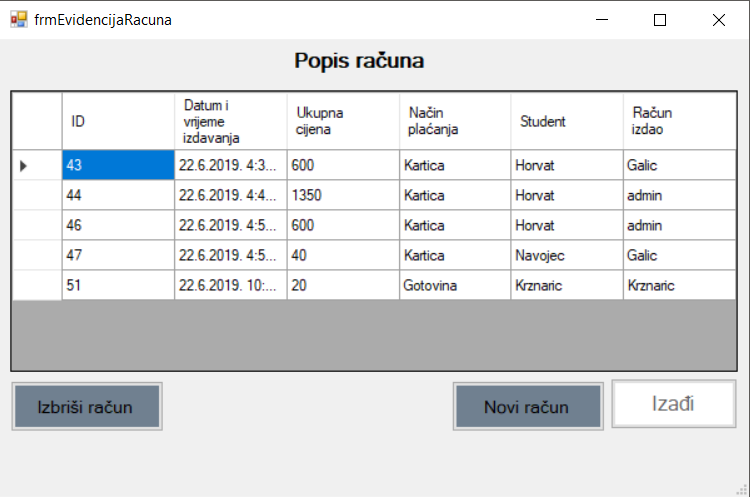 frmEvidencijaRacuna
Popis računa
ID Datum i vrijeme izdavanja Ukupna cijena Način plaćanja Student Račun izdao
43 22.6.2019. 4:3... 600 Kartica Horvat Galic
44 22.6.2019. 4:4... 1350 Kartica Horvat admin
46 22.6.2019. 4:5... 600 Kartica Horvat admin
47 22.6.2019. 4:5... 40 Kartica Navojec Galic
51 22.6.2019. 10:... 20 Gotovina Krznaric Krznaric
Izbriši račun Novi račun Izađi